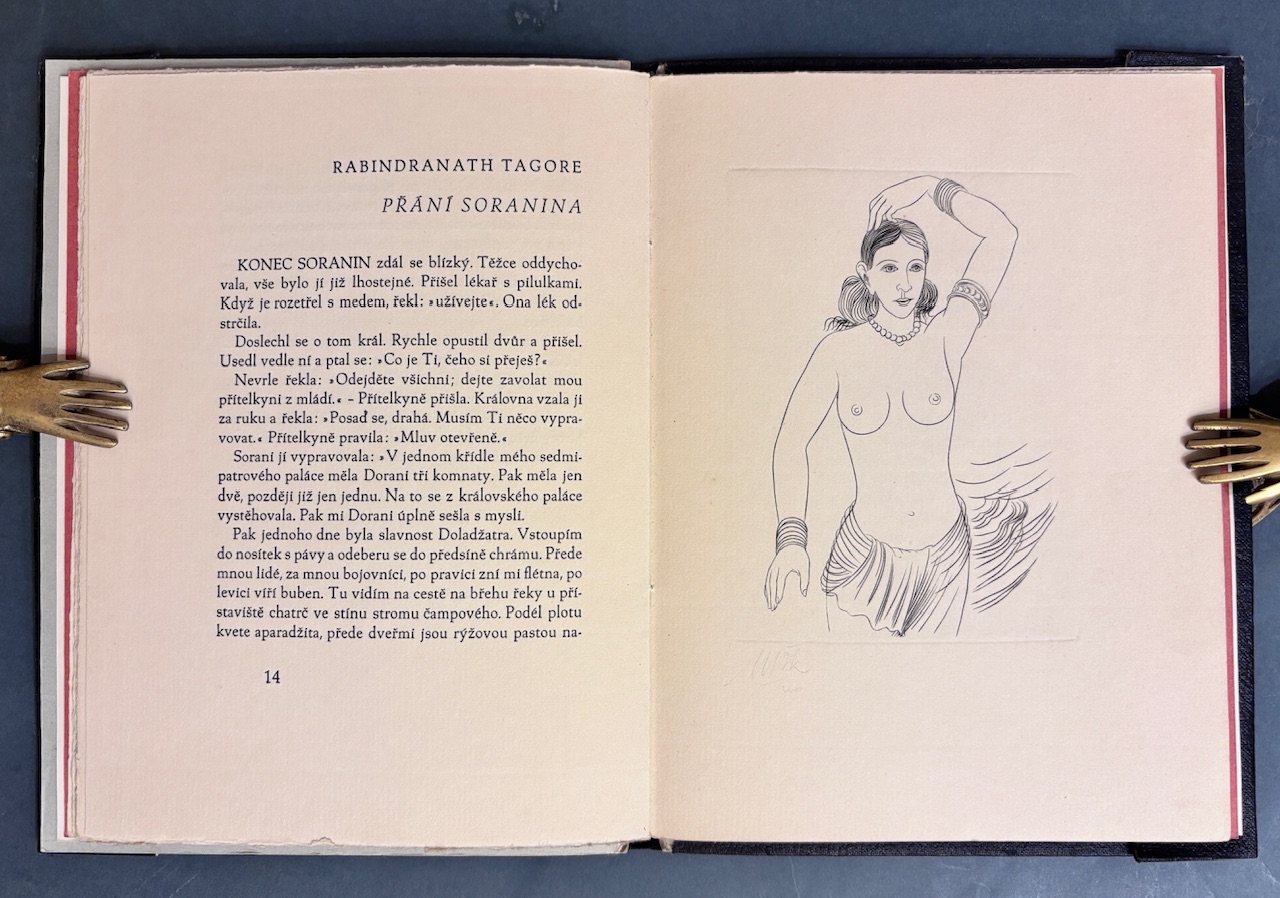 RABINDRANATH TAGORE
PŘÁNÍ SORANINA
KONEC SORANIN zdál se blízký. Těžce oddycho-
vala, vše bylo jí již lhostejné. Přišel lékař s pilulkami.
Když je rozetřel s medem, řekl: »užívejte«. Ona lék od-
strčila.
Doslechl se o tom král. Rychle opustil dvůr a přišel.
Usedl vedle ní a ptal se: »Co je Ti, čeho si přeješ?«
Nevrle řekla: »Odejděte všichni; dejte zavolat mou
přítelkyni z mládí.« – Přítelkyně přišla. Královna vzala ji
za ruku a řekla: »Posaď se, drahá. Musím Ti něco vypra-
vovat.« Přítelkyně pravila: »Mluv otevřeně.«
Sorani jí vypravovala: »V jednom křídle mého sedmi-
patrového paláce měla Dorani tři komnaty. Pak měla jen
dvě, později již jen jednu. Na to se z královského paláce
vystěhovala. Pak mi Dorani úplně sešla s mysli.
Pak jednoho dne byla slavnost Doladžatra. Vstoupím
do nosítek s pávy a odeberu se do předsíně chrámu. Přede
mnou lidé, za mnou bojovníci, po pravici zní mi flétna, po
levici víří buben. Tu vidím na cestě na břehu řeky u pří-
staviště chatrč ve stínu stromu čampového. Podél plotu
kvete aparadžita, přede dveřmi jsou rýžovou pastou na-
14